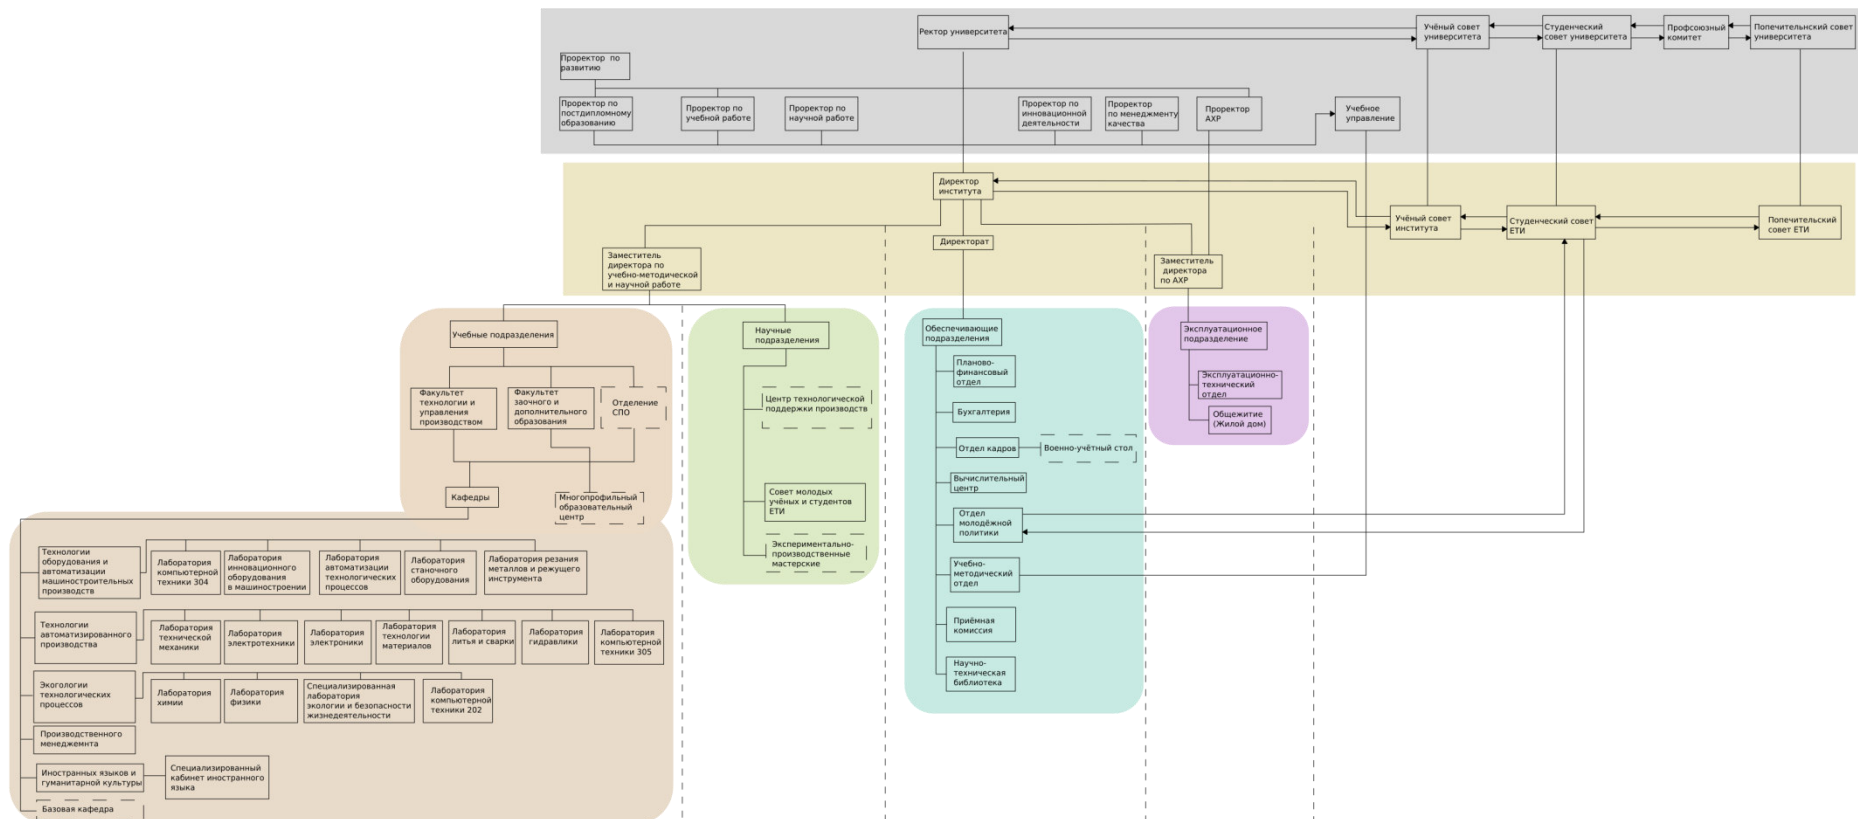 Ректор университета
Учёный совет
университета
Студенческий
совет университета
Профсоюзный
комитет
Попечительнский совет
университета
Проректор по
развитию
Проректор по
постдипломному
образованию
Проректор по
учебной работе
Проректор по
научной работе
Проректор по
инновационной
деятельности
Проректор
по менеджменту
качества
Проректор
АХР
Учебное
управление
Директор
института
Учёный совет
института
Студенческий совет
ЕТИ
Попечительский
совет ЕТИ
Директорат
Заместитель
директора по
учебно-методической
и научной работе
Заместитель
директора
по АХР
Учебные подразделения
Научные
подразделения
Обеспечивающие
подразделения
Эксплуатационное
подразделение
Факультет
технологии и
управления
производством
Факультет
заочного и
дополнительного
образования
Отделение
СПО
Кафедры
Многопрофильный
образовательный
центр
Центр технологической
поддержки производств
Совет молодых
учёных и студентов
ЕТИ
Экспериментально-
производственные
мастерские
Планово-
финансовый
отдел
Бухгалтерия
Отдел кадров
Военно-учётный стол
Вычислительный
центр
Отдел
молодёжной
политики
Учебно-
методический
отдел
Приёмная
комиссия
Научно-
техническая
библиотека
Эксплуатационно-
технический
отдел
Общежитие
(Жилой дом)
Технологии
оборудования и
автоматизации
машиностроительных
производств
Лаборатория
компьютерной
техники 304
Лаборатория
инновационного
оборудования
в машиностроении
Лаборатория
автоматизации
технологических
процессов
Лаборатория
станочного
оборудования
Лаборатория резания
металлов и режущего
инструмента
Технологии
автоматизированного
производства
Лаборатория
технической
механики
Лаборатория
электротехники
Лаборатория
электроники
Лаборатория
технологии
материалов
Лаборатория
литья и сварки
Лаборатория
гидравлики
Лаборатория
компьютерной
техники 305
Экогологии
технологических
процессов
Лаборатория
химии
Лаборатория
физики
Специализированная
лаборатория
экологии и безопасности
жизнедеятельности
Лаборатория
компьютерной
техники 202
Производственного
менеджемнта
Иностранных языков и
гуманитарной культуры
Специализированный
кабинет иностранного
языка
Базовая кафедра